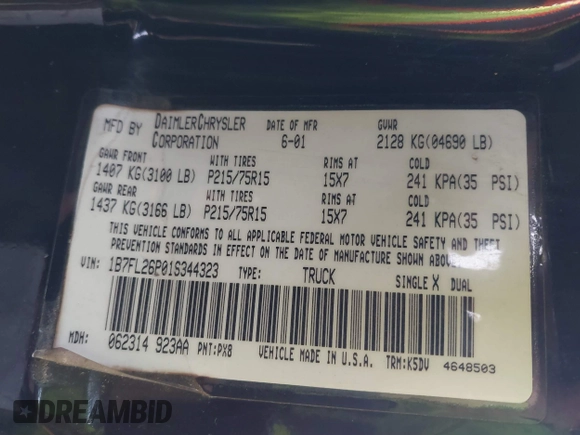 MFD BY DAIMLERCHRYSLER CORPORATION DATE OF MFR 6-01 GVWR 2128 KG(04690 LB)
GAWR FRONT WITH TIRES RIMS AT COLD
1407 KG(3100 LB) P215/75R15 15X7 241 KPA(35 PSI)
GAWR REAR WITH TIRES RIMS AT COLD
1437 KG(3166 LB) P215/75R15 15X7 241 KPA(35 PSI)
THIS VEHICLE CONFORMS TO ALL APPLICABLE FEDERAL MOTOR VEHICLE SAFETY AND THEFT
PREVENTION STANDARDS IN EFFECT ON THE DATE OF MANUFACTURE SHOWN ABOVE.
VIN: 1B7FL26P01S344323 TYPE: TRUCK SINGLE X DUAL
MDH: 062314 923AA PNT:PX8 VEHICLE MADE IN U.S.A. TRM:K5DV 4648503
DREAMBID